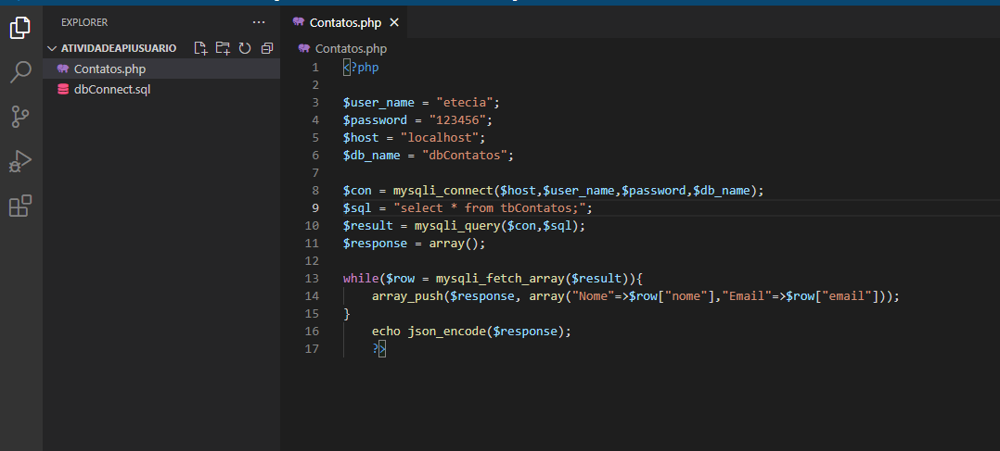 EXPLORER
...
ATIVIDADEAPIUSUARIO
Contatos.php
dbConnect.sql
Contatos.php
Contatos.php
1 <?php
2
3 $user_name = "etecia";
4 $password = "123456";
5 $host = "localhost";
6 $db_name = "dbContatos";
7
8 $con = mysqli_connect($host,$user_name,$password,$db_name);
9 $sql = "select * from tbContatos;";
10 $result = mysqli_query($con,$sql);
11 $response = array();
12
13 while($row = mysqli_fetch_array($result)){
14 array_push($response, array("Nome"=>$row["nome"],"Email"=>$row["email"]));
15 }
16 echo json_encode($response);
17 ?>